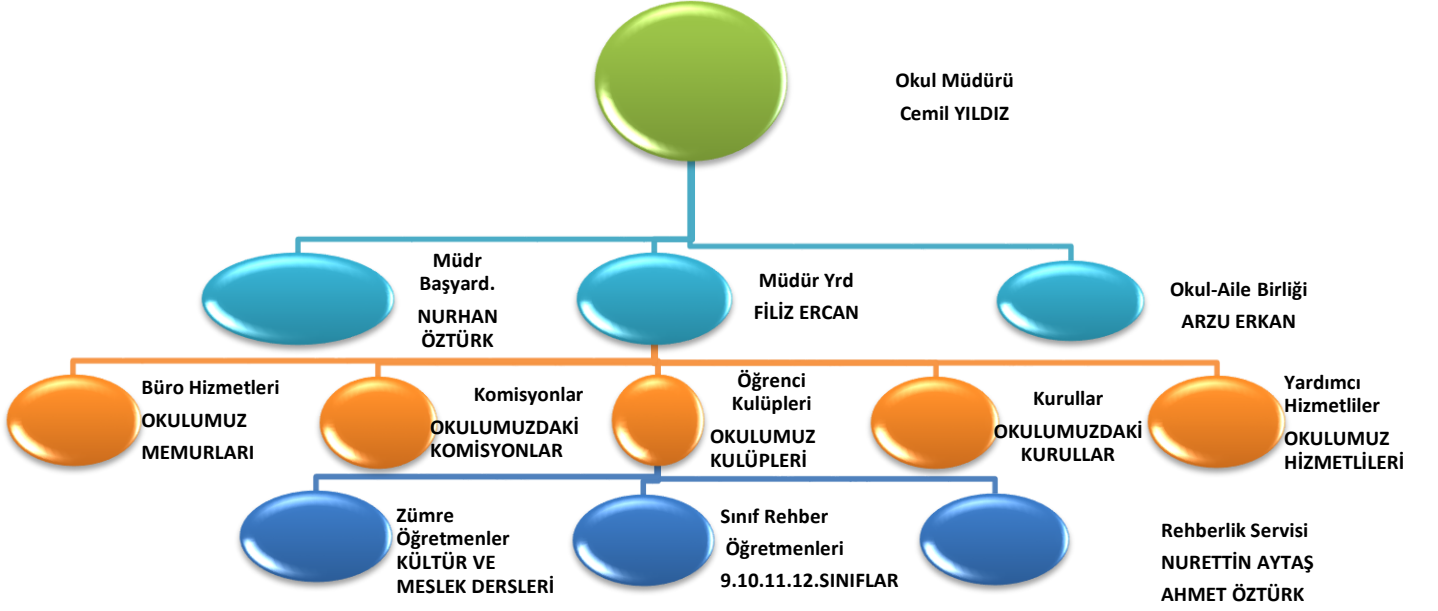 Okul Müdürü
Cemil YILDIZ
Müdr
Başyard.
NURHAN
ÖZTÜRK
Müdür Yrd
FİLİZ ERCAN
Okul-Aile Birliği
ARZU ERKAN
Büro Hizmetleri
OKULUMUZ
MEMURLARI
Komisyonlar
OKULUMUZDAKİ
KOMİSYONLAR
Öğrenci
Kulüpleri
OKULUMUZ
KULÜPLERİ
Kurullar
OKULUMUZDAKİ
KURULLAR
Yardımcı
Hizmetliler
OKULUMUZ
HİZMETLİLERİ
Zümre
Öğretmenler
KÜLTÜR VE
MESLEK DERSLERİ
Sınıf Rehber
Öğretmenleri
9.10.11.12.SINIFLAR
Rehberlik Servisi
NURETTİN AYTAŞ
AHMET ÖZTÜRK